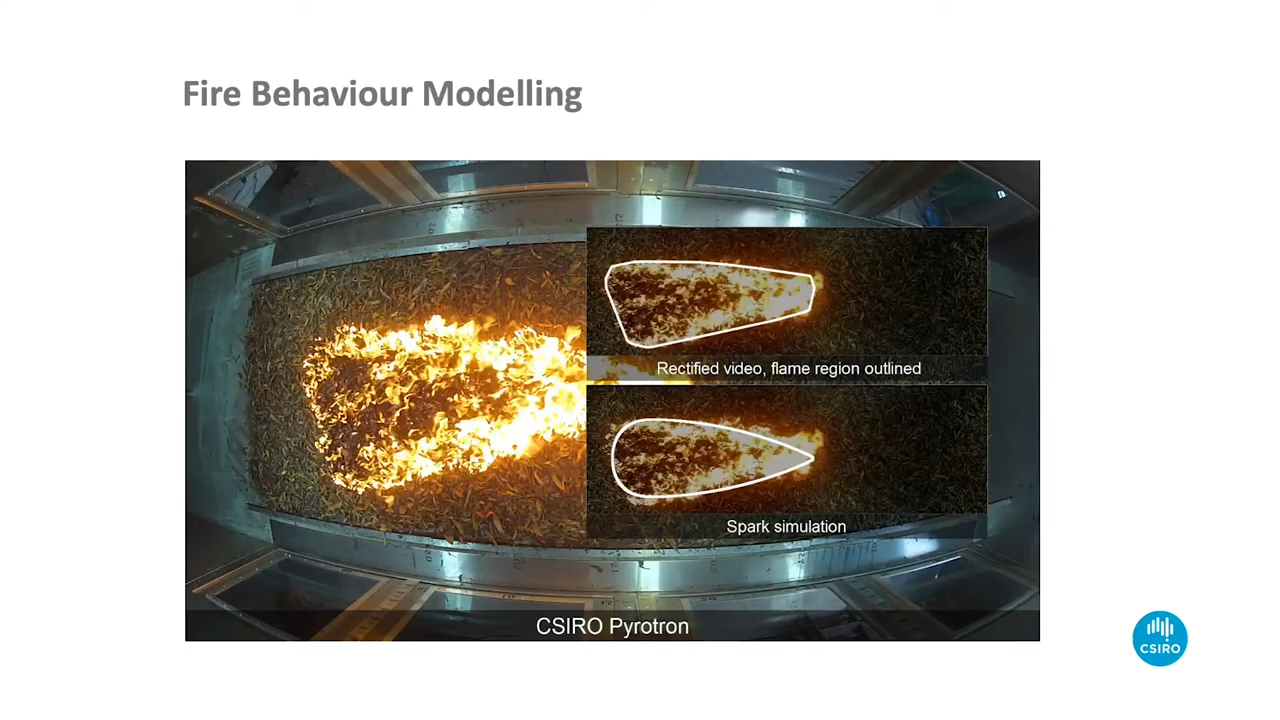 Fire Behaviour Modelling
Rectified video, flame region outlined
Spark simulation
CSIRO Pyrotron
CSIRO